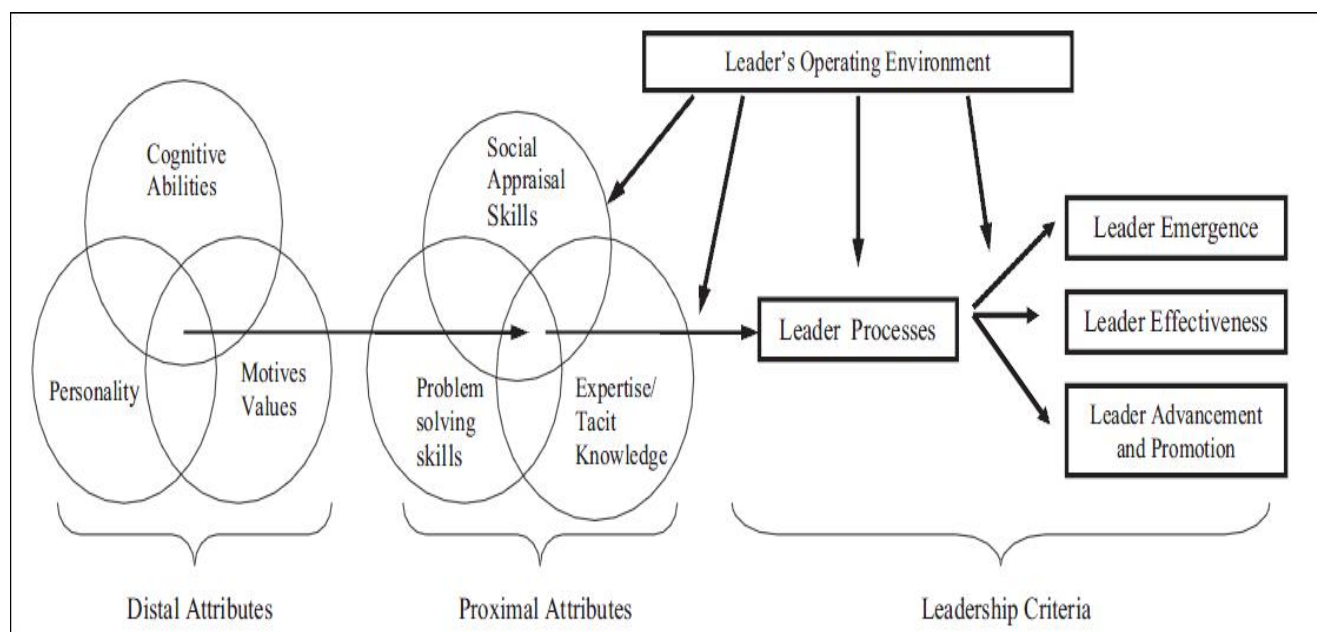 Leader's Operating Environment
Cognitive
Abilities
Personality
Motives
Values
Social
Appraisal
Skills
Problem
solving
skills
Expertise/
Tacit
Knowledge
Leader Processes
Leader Emergence
Leader Effectiveness
Leader Advancement
and Promotion
Distal Attributes
Proximal Attributes
Leadership Criteria